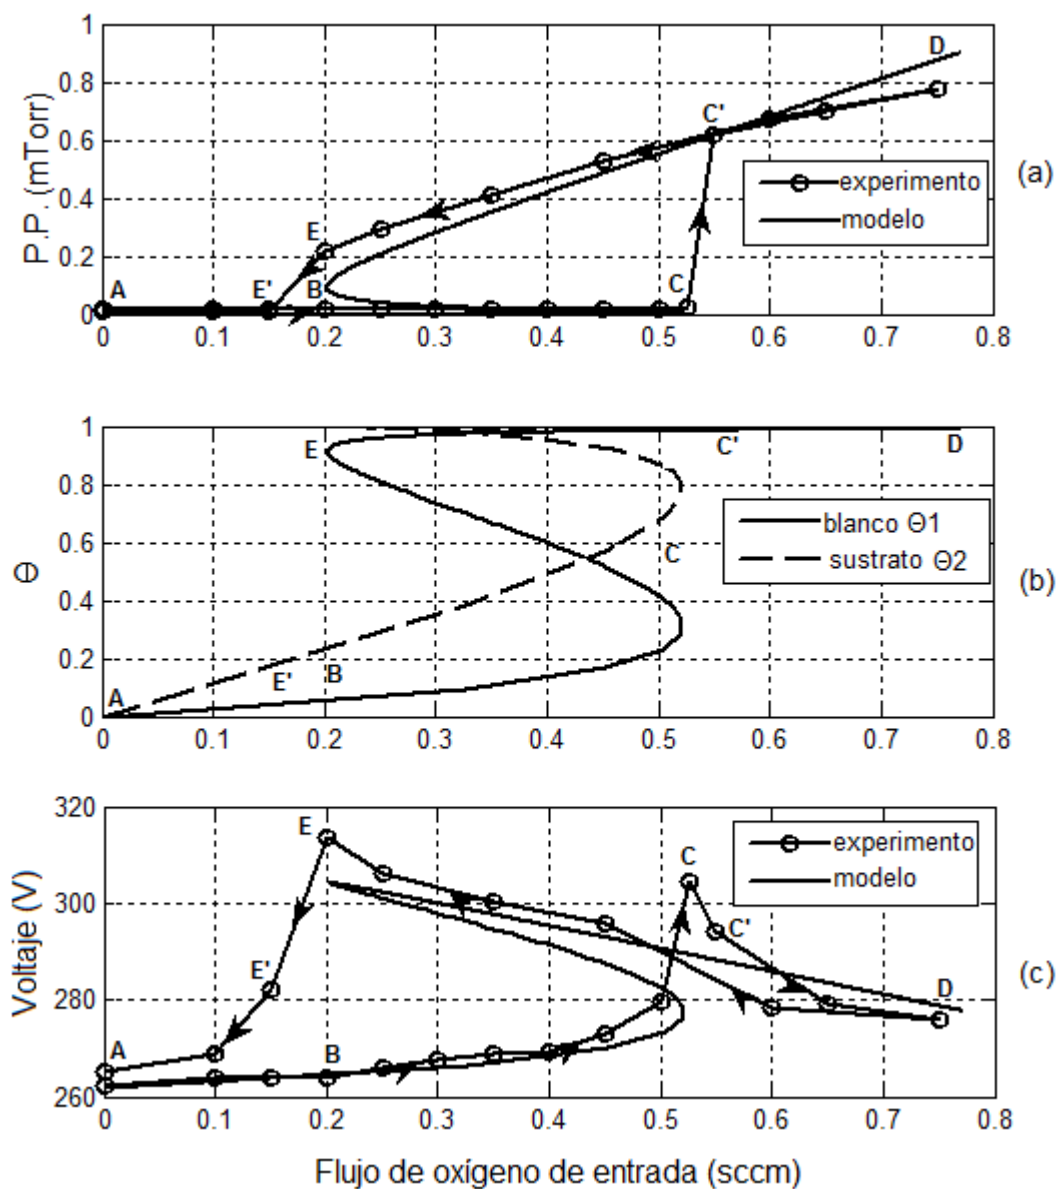 1
0.8
0.6
0.4
0.2
0
P.P. (mTorr)
A
E'
E
B
C
C'
D
experimento
modelo
(a)
0 0.1 0.2 0.3 0.4 0.5 0.6 0.7 0.8
1
0.8
0.6
0.4
0.2
0
Θ
A
E'
B
E
C
C'
D
blanco Θ1
sustrato Θ2
(b)
0 0.1 0.2 0.3 0.4 0.5 0.6 0.7 0.8
320
300
280
260
Voltaje (V)
A
E'
E
B
C
C'
D
experimento
modelo
(c)
0 0.1 0.2 0.3 0.4 0.5 0.6 0.7 0.8
Flujo de oxígeno de entrada (sccm)